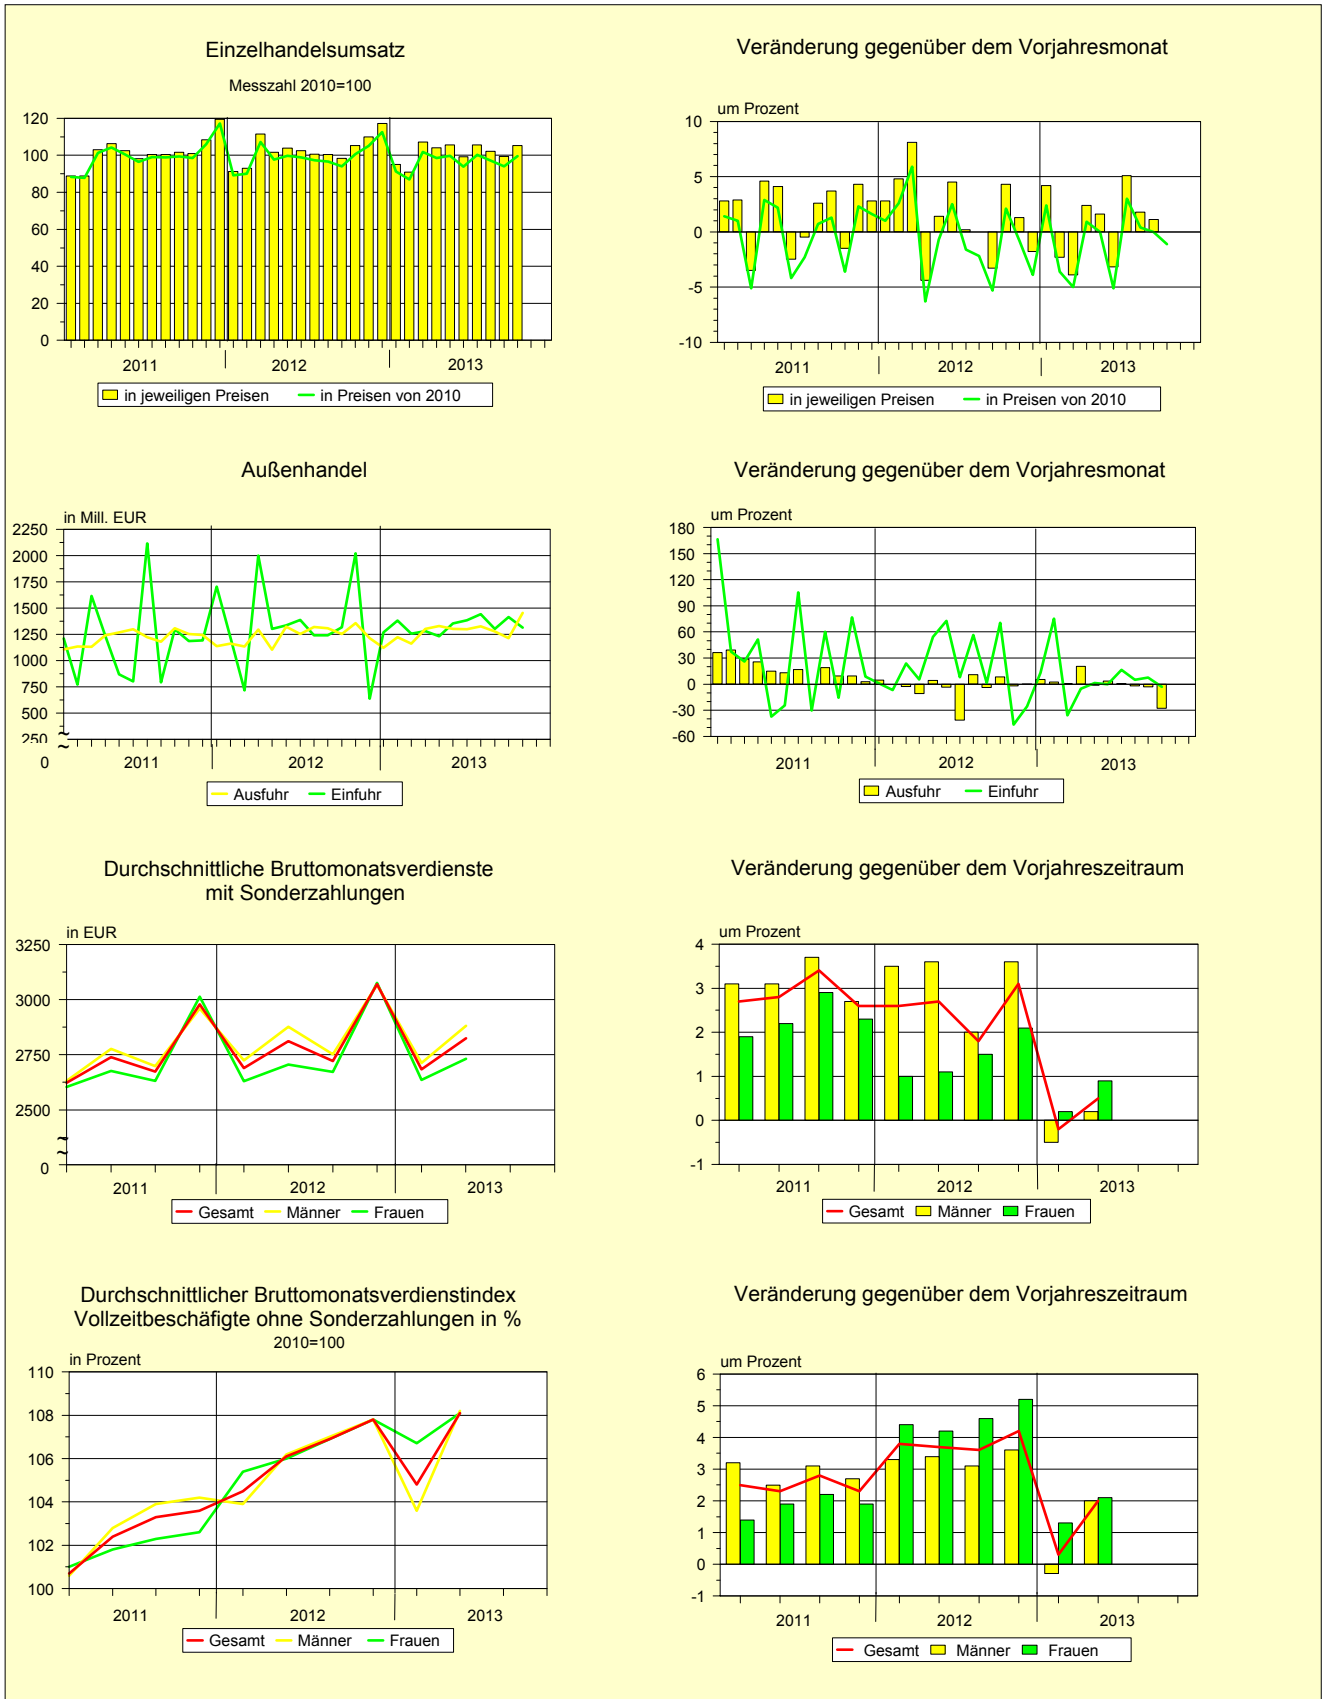 Einzelhandelsumsatz
Messzahl 2010=100
120
100
80
60
40
20
0
2011
2012
2013
in jeweiligen Preisen
in Preisen von 2010
Veränderung gegenüber dem Vorjahresmonat
um Prozent
10
5
0
-5
-10
2011
2012
2013
in jeweiligen Preisen
in Preisen von 2010
Außenhandel
in Mill. EUR
2250
2000
1750
1500
1250
1000
750
500
250
~
~
0
2011
2012
2013
Ausfuhr
Einfuhr
Veränderung gegenüber dem Vorjahresmonat
um Prozent
180
150
120
90
60
30
0
-30
-60
2011
2012
2013
Ausfuhr
Einfuhr
Durchschnittliche Bruttomonatsverdienste
mit Sonderzahlungen
in EUR
3250
3000
2750
2500
~
~
0
2011
2012
2013
Gesamt
Männer
Frauen
Veränderung gegenüber dem Vorjahreszeitraum
um Prozent
4
3
2
1
0
-1
2011
2012
2013
Gesamt
Männer
Frauen
Durchschnittlicher Bruttomonatsverdienstindex
Vollzeitbeschäfigte ohne Sonderzahlungen in %
2010=100
in Prozent
110
108
106
104
102
100
2011
2012
2013
Gesamt
Männer
Frauen
Veränderung gegenüber dem Vorjahreszeitraum
um Prozent
6
5
4
3
2
1
0
-1
2011
2012
2013
Gesamt
Männer
Frauen